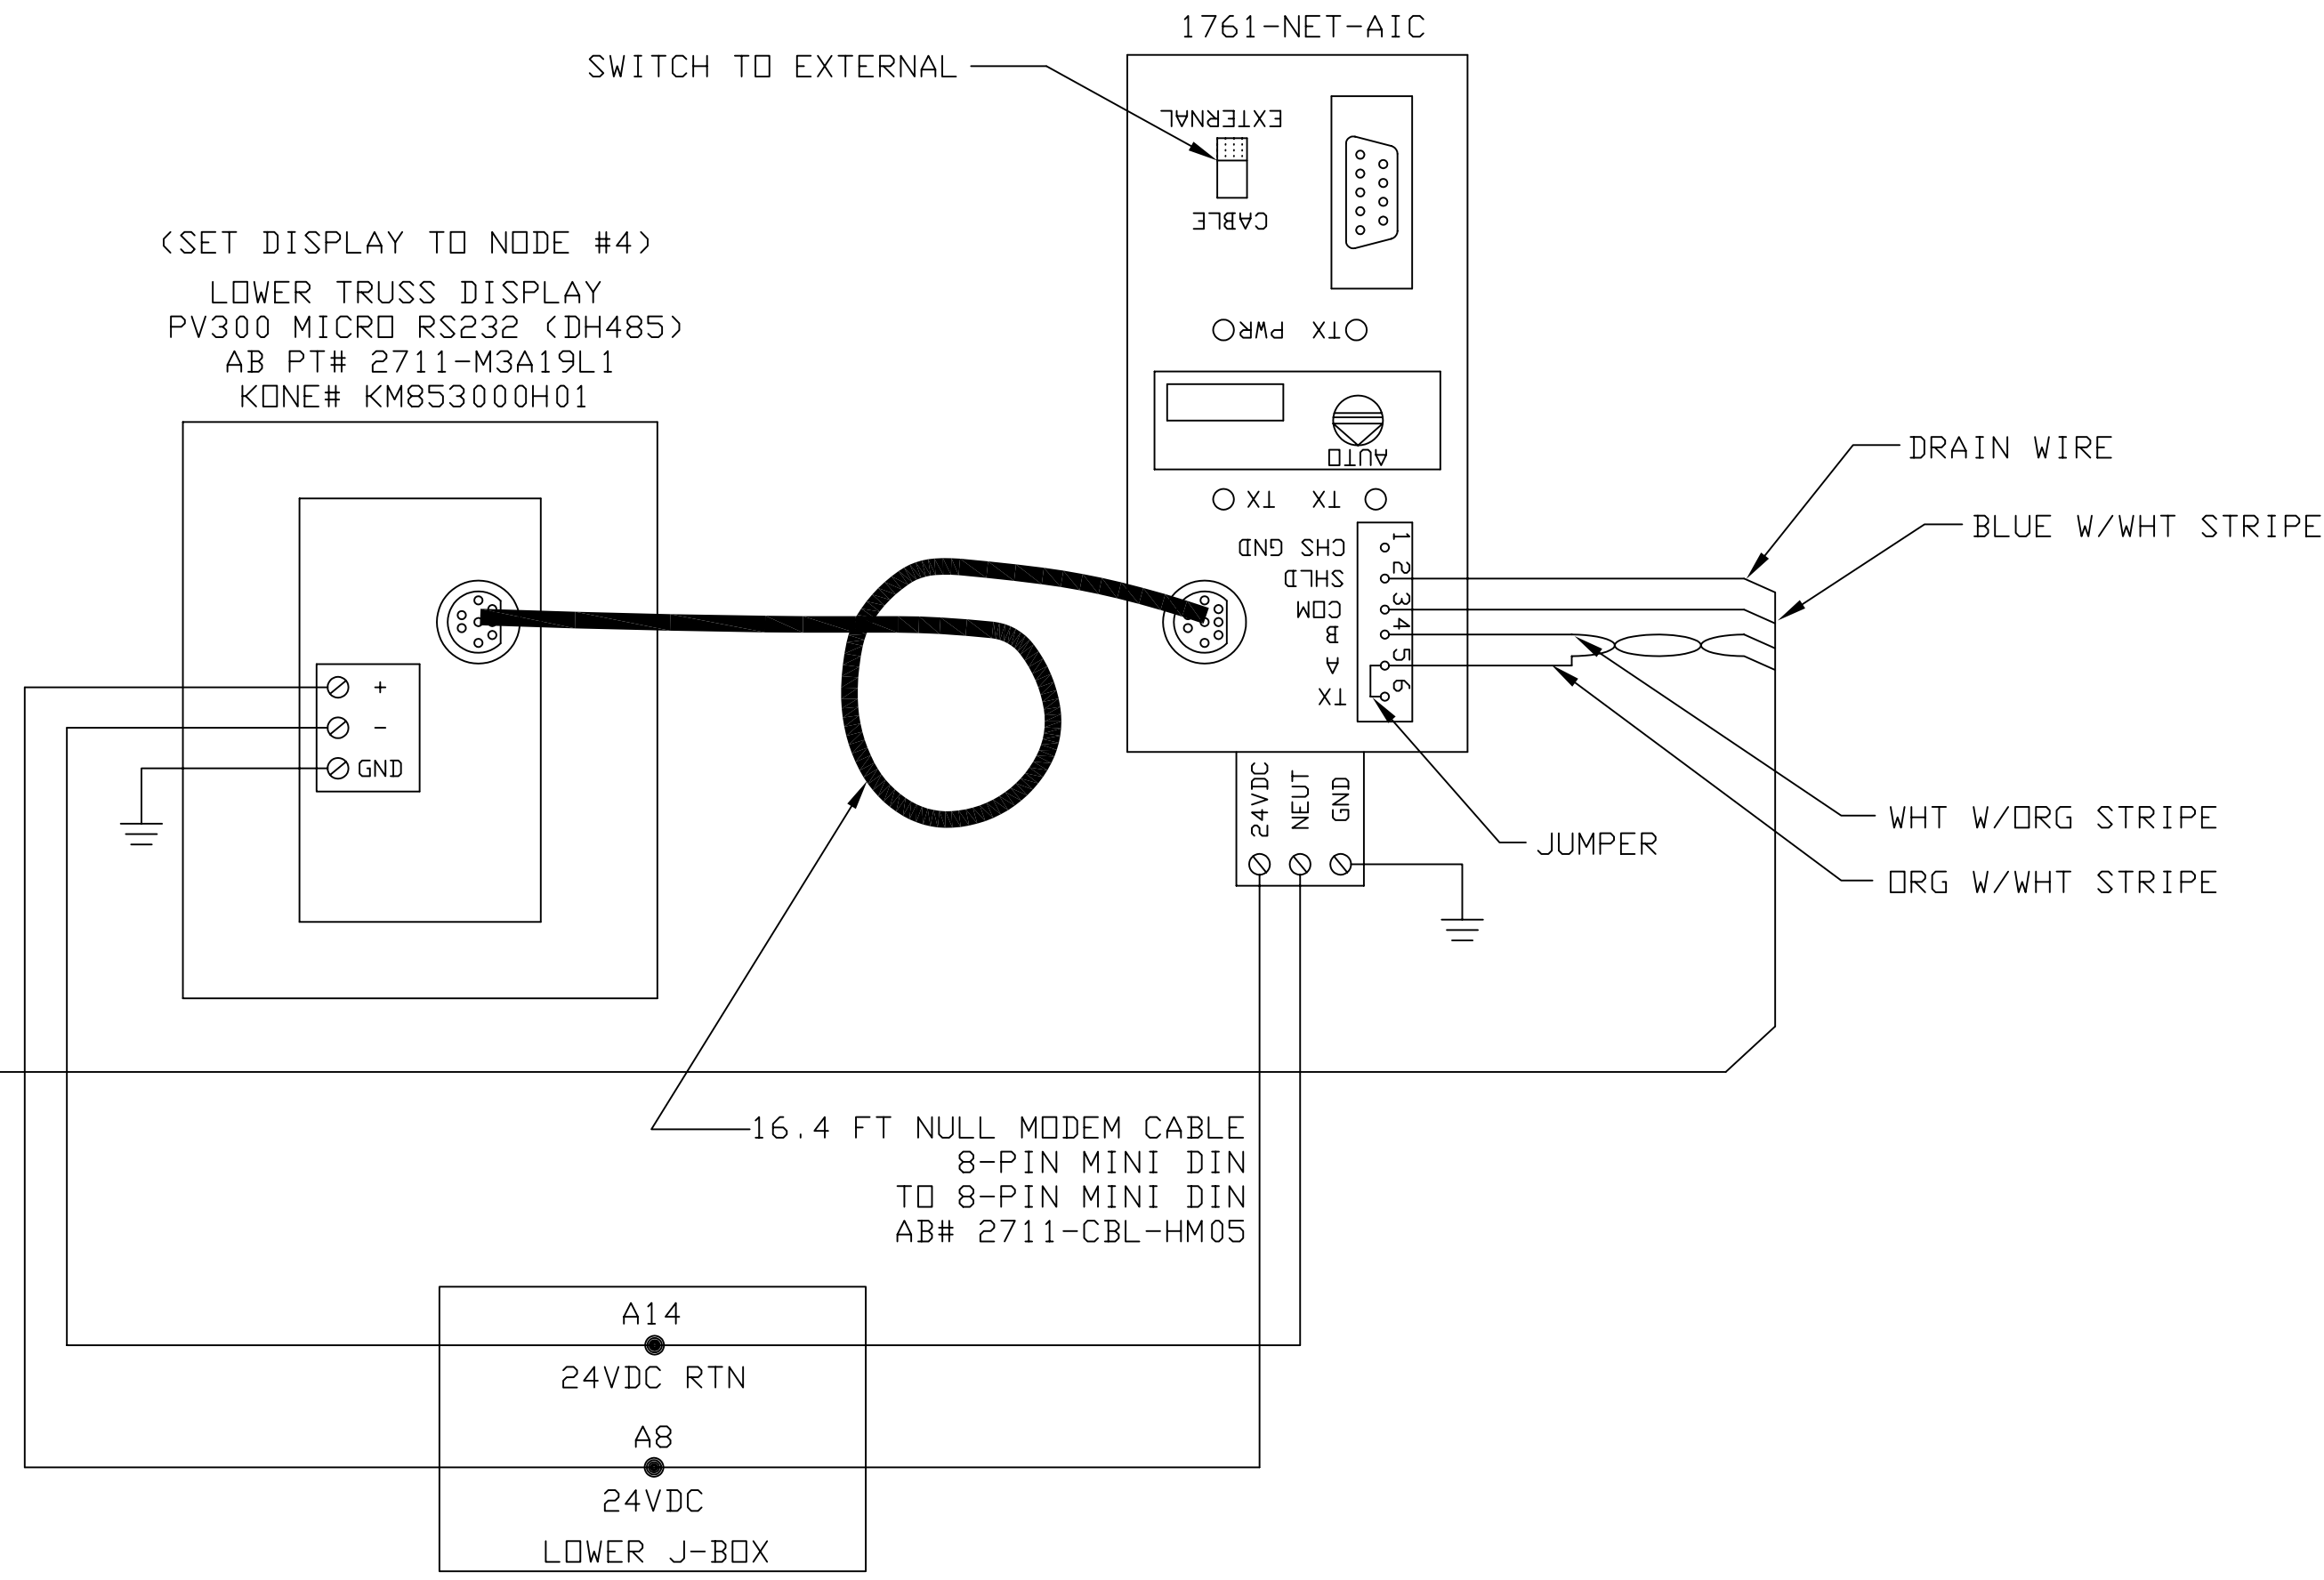 1761-NET-AIC
SWITCH TO EXTERNAL
EXTERNAL
CABLE
(SET DISPLAY TO NODE #4)
LOWER TRUSS DISPLAY
PV300 MICRO RS232 (DH485)
AB PT# 2711-M3A19L1
KONE# KM853000H01
PWR
TX
AUTO
TX
TX
DRAIN WIRE
BLUE W/WHT STRIPE
CHS GND
1
SHLD
2
COM
3
B
4
A
5
TX
6
+
-
GND
24VDC
NEUT
GND
JUMPER
WHT W/ORG STRIPE
ORG W/WHT STRIPE
16.4 FT NULL MODEM CABLE
8-PIN MINI DIN
TO 8-PIN MINI DIN
AB# 2711-CBL-HM05
A14
24VDC RTN
A8
24VDC
LOWER J-BOX